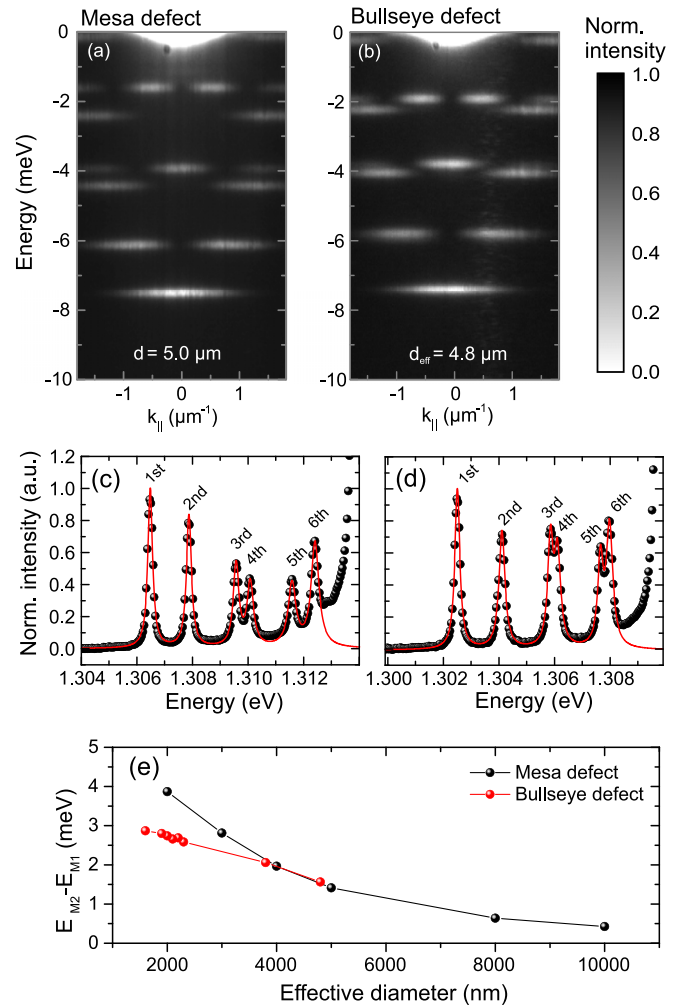 Mesa defect
Bullseye defect
Norm. intensity
(a)
(b)
0
-2
-4
-6
-8
-10
Energy (meV)
d = 5.0 µm
d_eff = 4.8 µm
-1 0 1
k_|| (µm⁻¹)
0
-2
-4
-6
-8
-10
-1 0 1
k_|| (µm⁻¹)
1.0
0.8
0.6
0.4
0.2
0.0
(c)
1st
2nd
3rd
4th
5th
6th
Norm. intensity (a.u.)
1.2
1.0
0.8
0.6
0.4
0.2
0.0
1.304 1.306 1.308 1.310 1.312
Energy (eV)
(d)
1st
2nd
3rd
4th
5th
6th
1.300 1.302 1.304 1.306 1.308
Energy (eV)
(e)
Mesa defect
Bullseye defect
E_M2-E_M1 (meV)
5
4
3
2
1
0
2000 4000 6000 8000 10000
Effective diameter (nm)